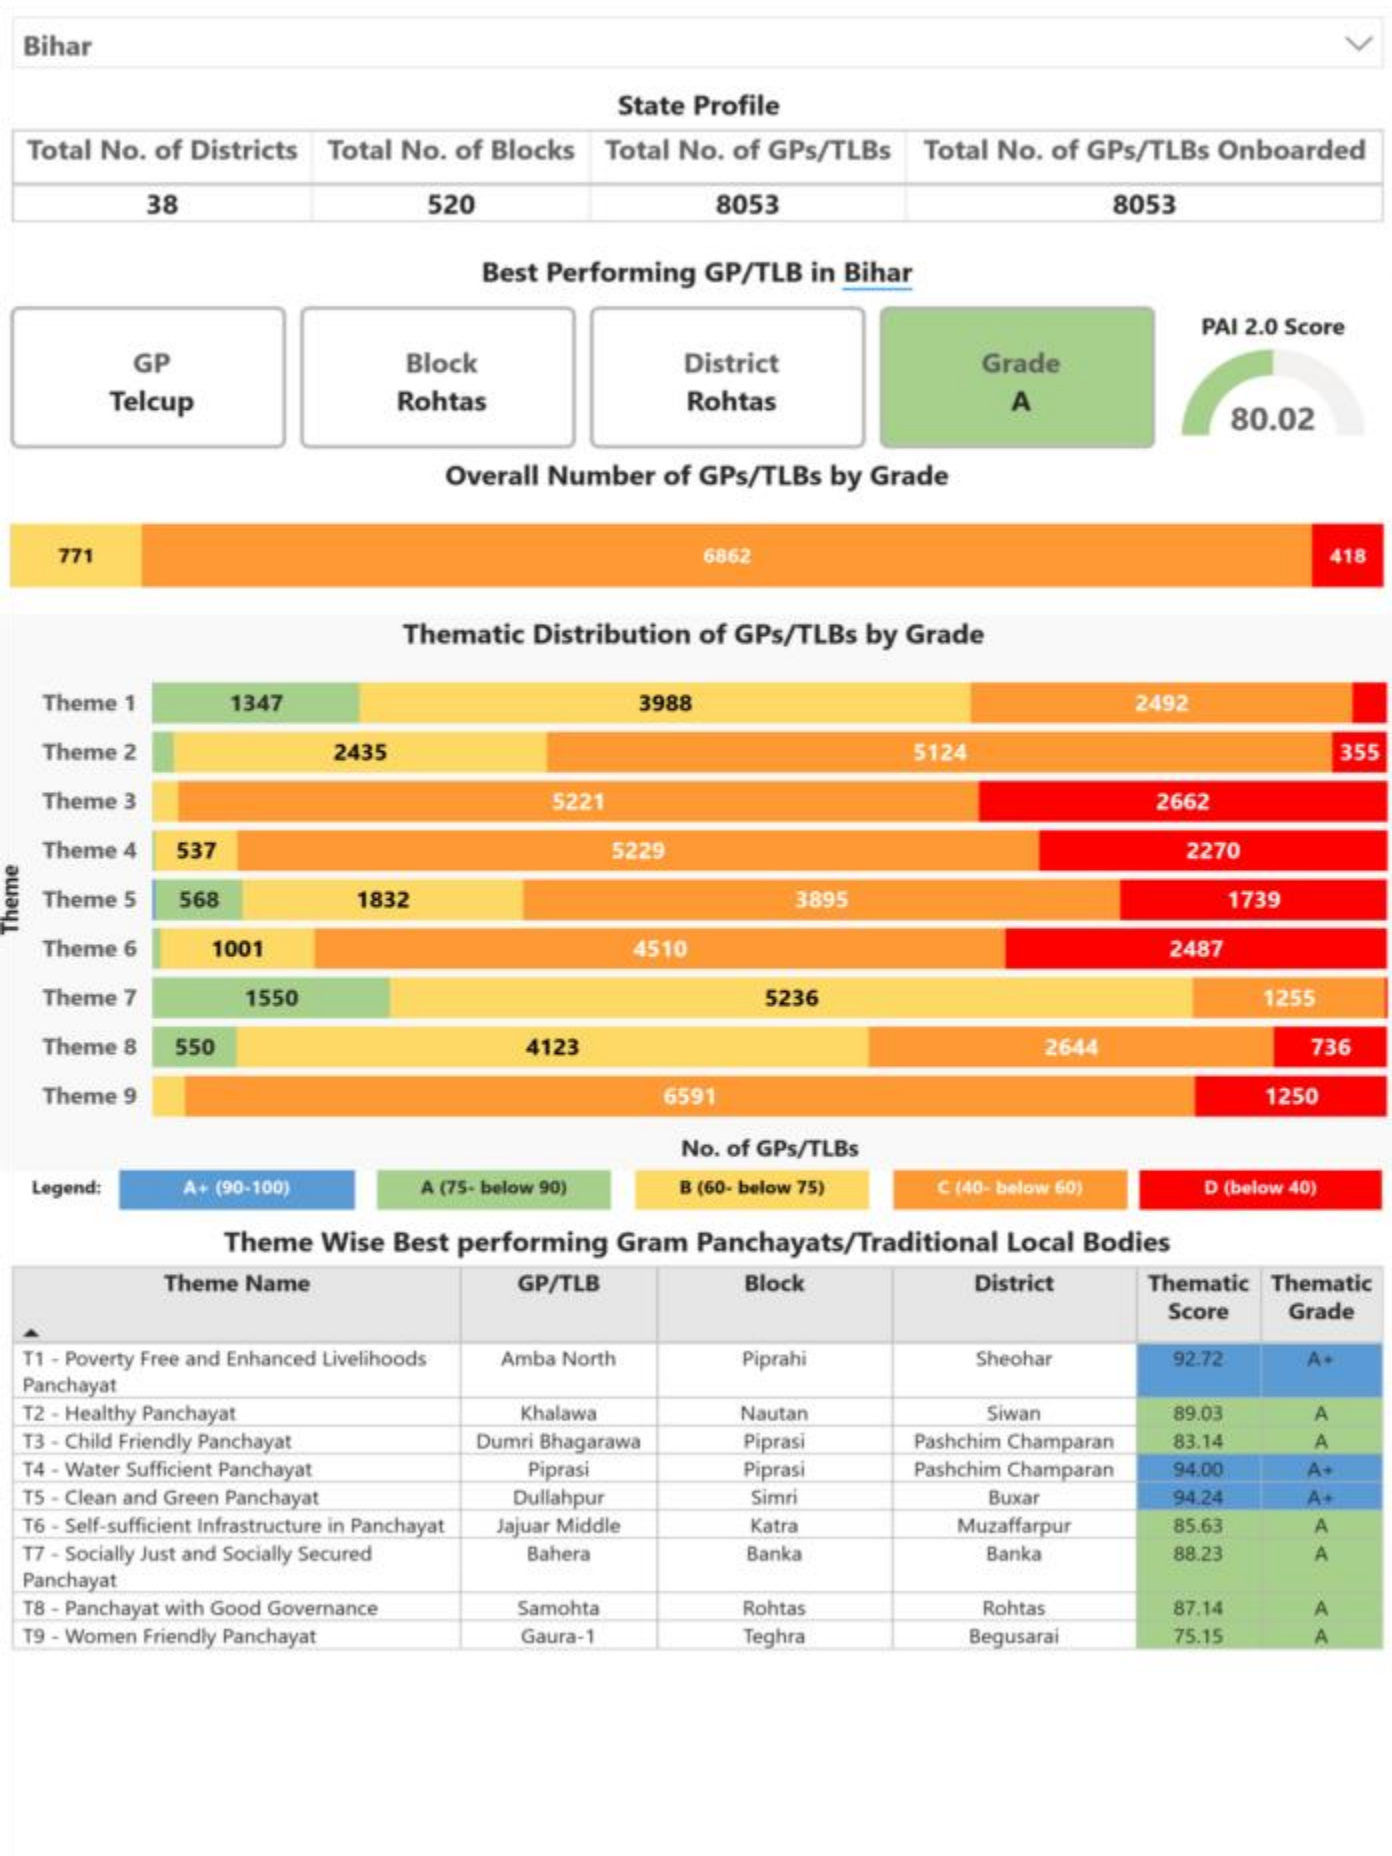 Bihar
State Profile
Total No. of Districts Total No. of Blocks Total No. of GPs/TLBs Total No. of GPs/TLBs Onboarded
38 520 8053 8053
Best Performing GP/TLB in Bihar
PAI 2.0 Score
GP Block District Grade
Telcup Rohtas Rohtas A
80.02
Overall Number of GPs/TLBs by Grade
771 6862 418
Thematic Distribution of GPs/TLBs by Grade
Theme
Theme 1 1347 3988 2492
Theme 2 2435 5124 355
Theme 3 5221 2662
Theme 4 537 5229 2270
Theme 5 568 1832 3895 1739
Theme 6 1001 4510 2487
Theme 7 1550 5236 1255
Theme 8 550 4123 2644 736
Theme 9 6591 1250
No. of GPs/TLBs
Legend: A+ (90-100) A (75- below 90) B (60- below 75) C (40- below 60) D (below 40)
Theme Wise Best performing Gram Panchayats/Traditional Local Bodies
Theme Name GP/TLB Block District Thematic Thematic
Score Grade
T1 - Poverty Free and Enhanced Livelihoods Amba North Piprahi Sheohar 92.72 A+
Panchayat
T2 - Healthy Panchayat Khalawa Nautan Siwan 89.03 A
T3 - Child Friendly Panchayat Dumri Bhagarawa Piprasi Pashchim Champaran 83.14 A
T4 - Water Sufficient Panchayat Piprasi Piprasi Pashchim Champaran 94.00 A+
T5 - Clean and Green Panchayat Dullahpur Simri Buxar 94.24 A+
T6 - Self-sufficient Infrastructure in Panchayat Jajuar Middle Katra Muzaffarpur 85.63 A
T7 - Socially Just and Socially Secured Bahera Banka Banka 88.23 A
Panchayat
T8 - Panchayat with Good Governance Samohta Rohtas Rohtas 87.14 A
T9 - Women Friendly Panchayat Gaura-1 Teghra Begusarai 75.15 A